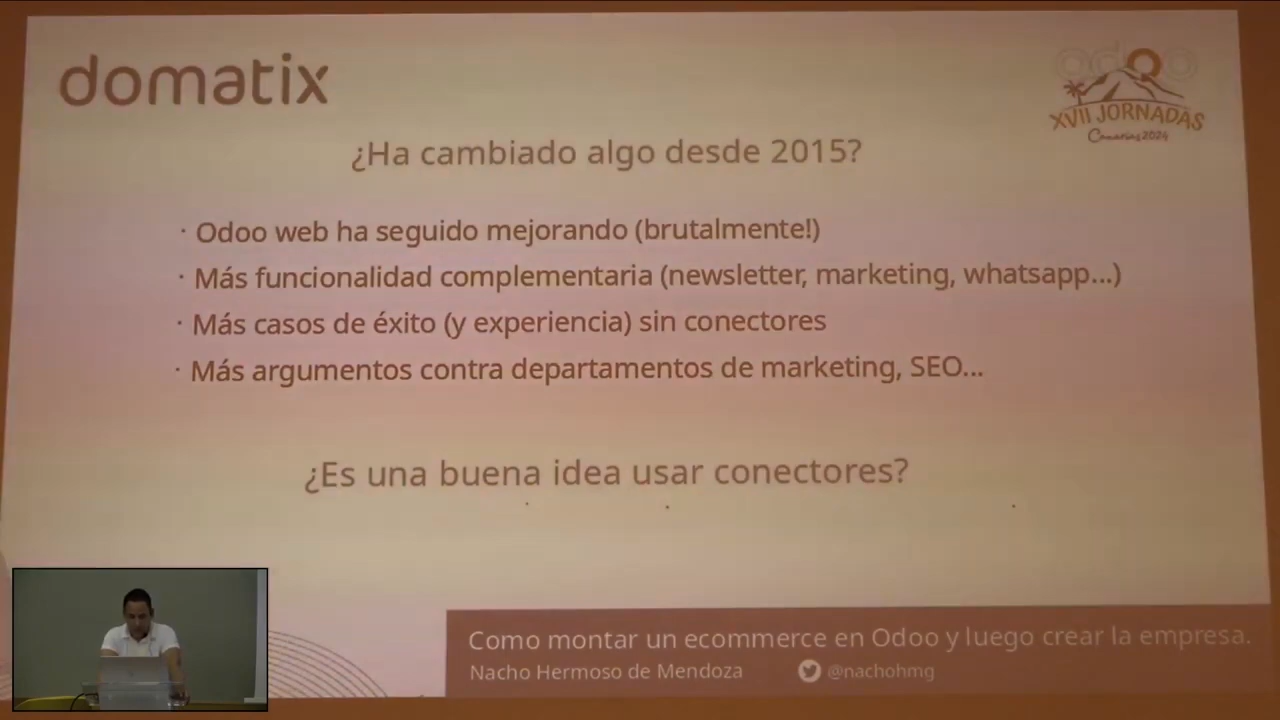 domatix
odoo
XVII JORNADAS
Canarias 2024
¿Ha cambiado algo desde 2015?
· Odoo web ha seguido mejorando (brutalmente!)
· Más funcionalidad complementaria (newsletter, marketing, whatsapp...)
· Más casos de éxito (y experiencia) sin conectores
· Más argumentos contra departamentos de marketing, SEO...
¿Es una buena idea usar conectores?
Como montar un ecommerce en Odoo y luego crear la empresa.
Nacho Hermoso de Mendoza
@nachohmg